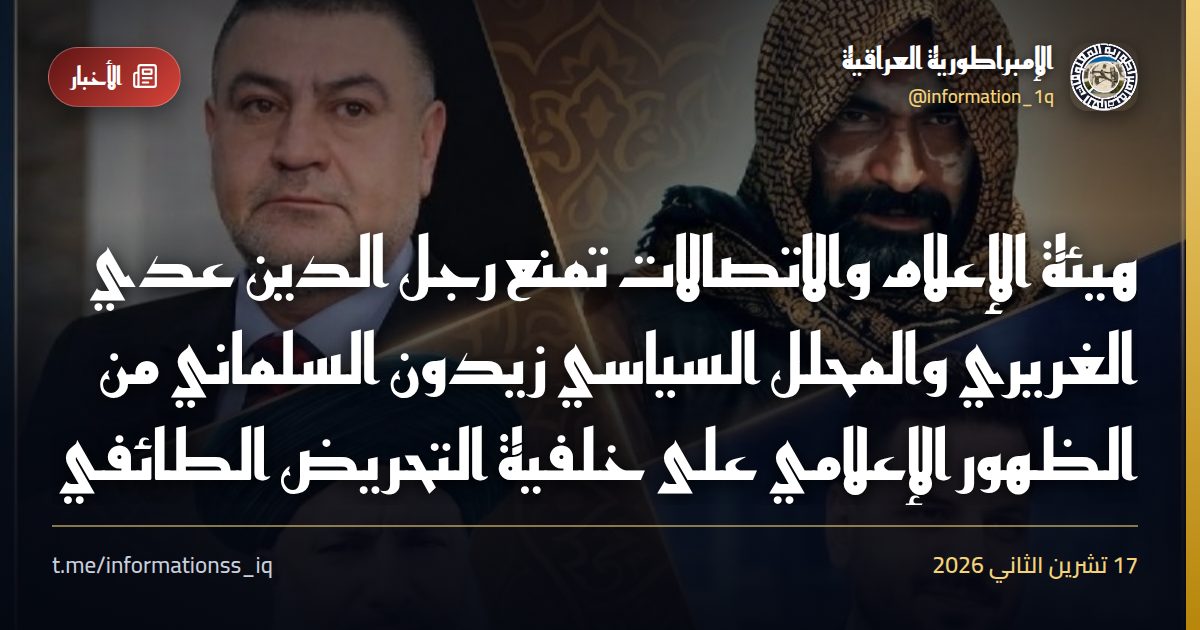 الإمبراطورية العراقية
@information_1q
الأخبار
هيئة الإعلام والاتصالات تمنع رجل الدين عدي
الغريري والمحلل السياسي زيدون السلماني من
الظهور الإعلامي على خلفية التحريض الطائفي
17 تشرين الثاني 2026
t.me/informationss_iq